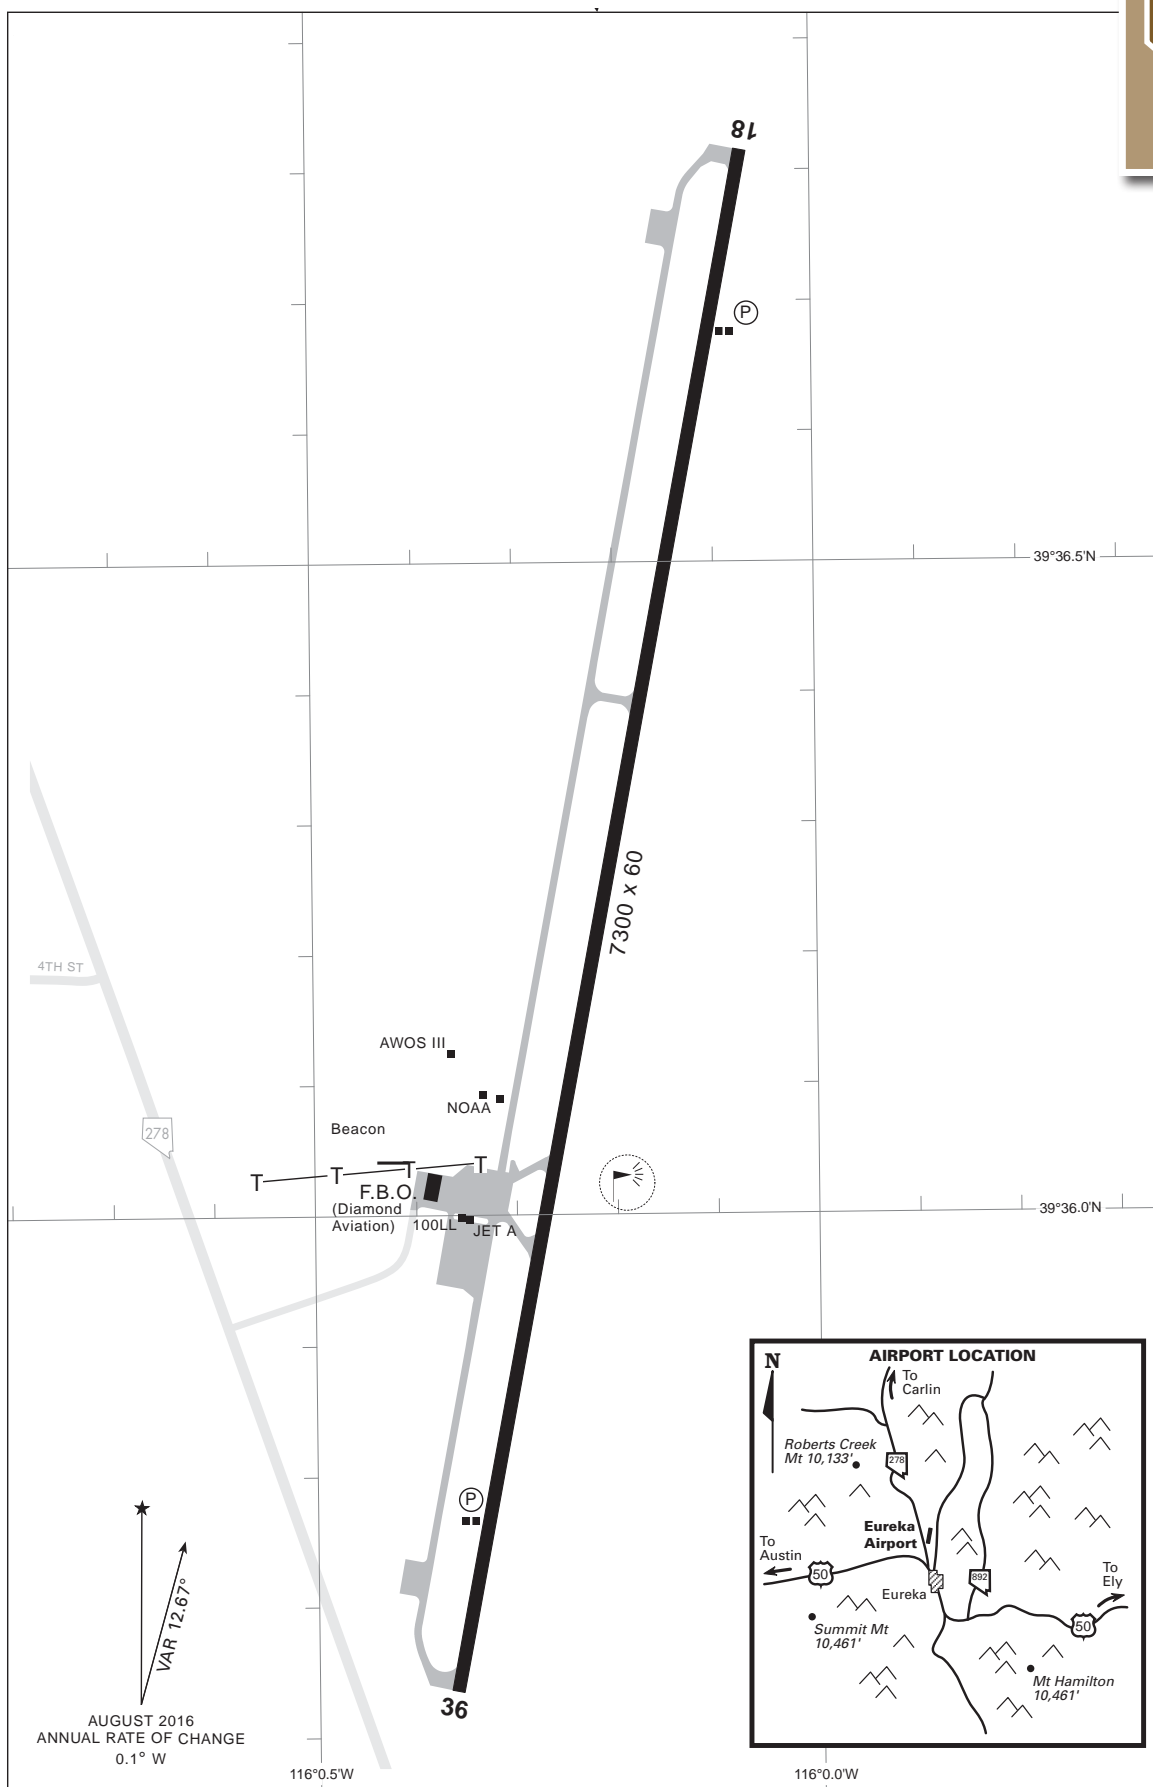 18
P
39°36.5'N
7300 x 60
4TH ST
AWOS III
NOAA
278
Beacon
T T T T
F.B.O.
(Diamond
Aviation)
100LL
JET A
39°36.0'N
P
36
VAR 12.67°
AUGUST 2016
ANNUAL RATE OF CHANGE
0.1° W
116°0.5'W
116°0.0'W
N
AIRPORT LOCATION
To
Carlin
Roberts Creek
Mt 10,133'
278
Eureka
Airport
To
Austin
50
Eureka
892
To
Ely
50
Summit Mt
10,461'
Mt Hamilton
10,461'